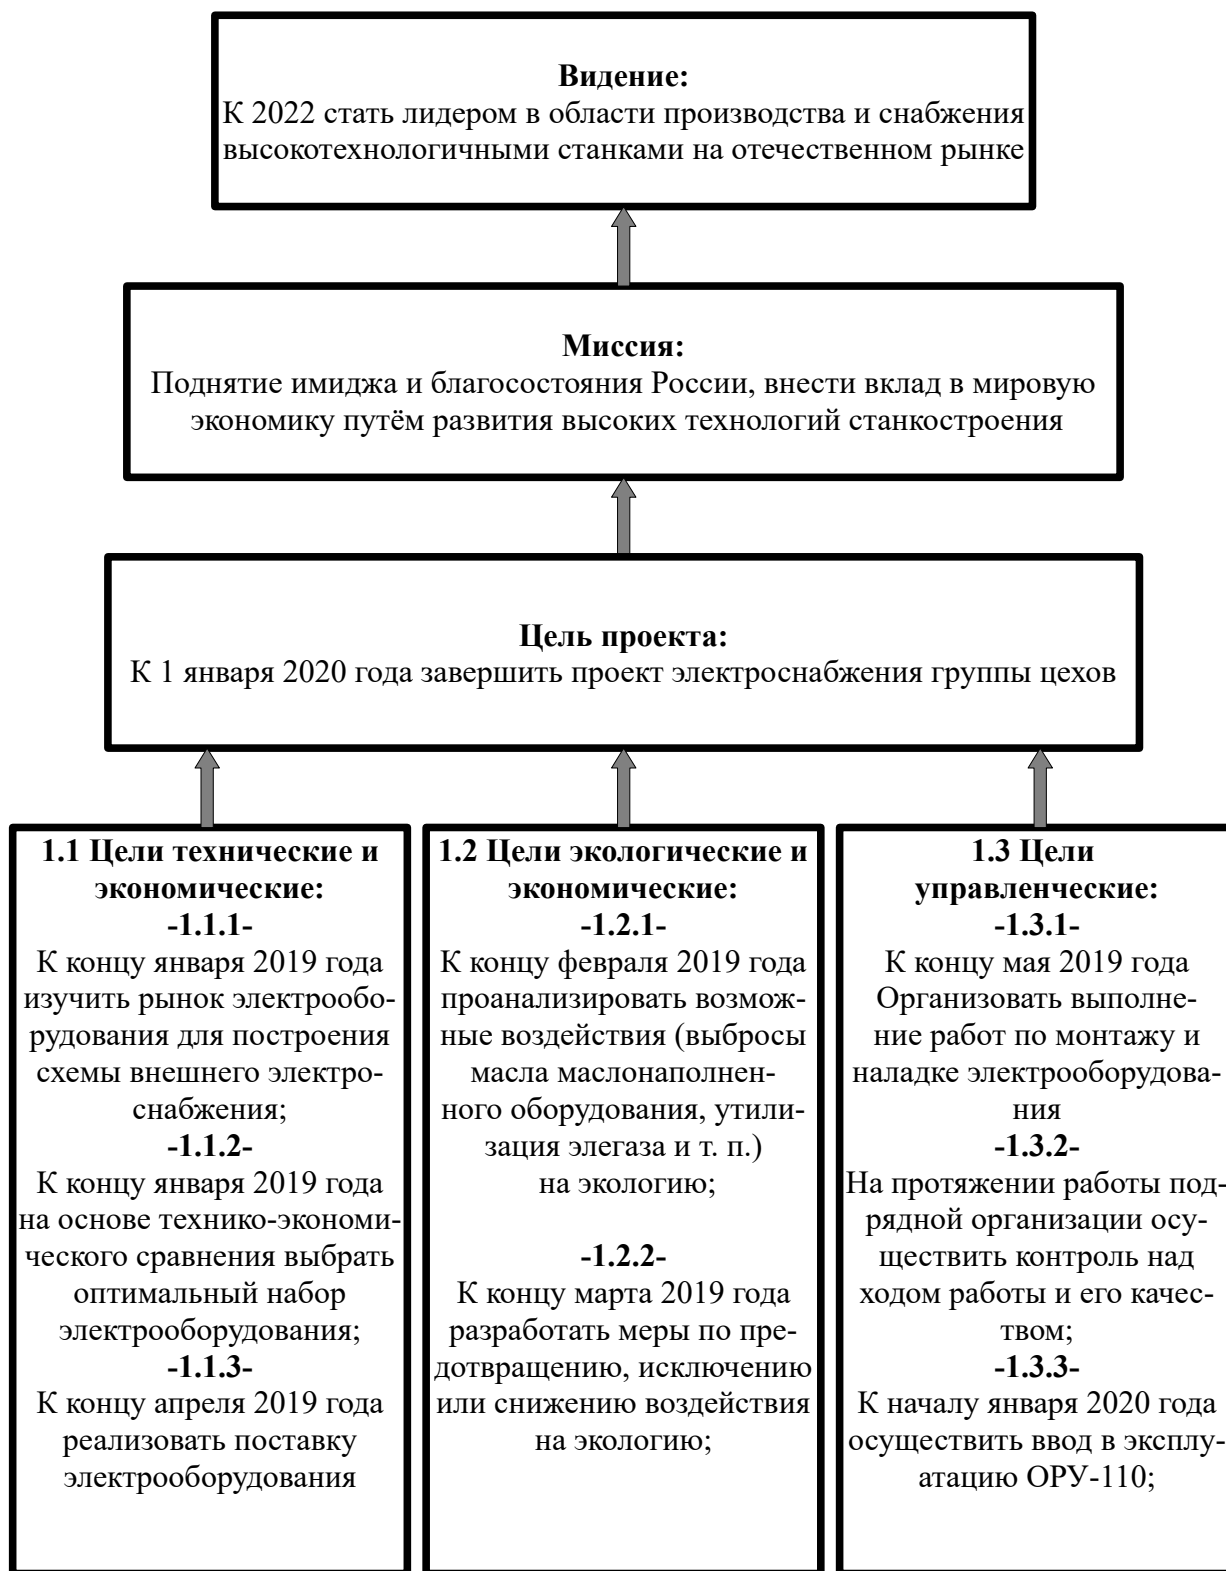 Видение:
К 2022 стать лидером в области производства и снабжения
высокотехнологичными станками на отечественном рынке
Миссия:
Поднятие имиджа и благосостояния России, внести вклад в мировую
экономику путём развития высоких технологий станкостроения
Цель проекта:
К 1 января 2020 года завершить проект электроснабжения группы цехов
1.1 Цели технические и
экономические:
-1.1.1-
К концу января 2019 года
изучить рынок электрообо-
рудования для построения
схемы внешнего электро-
снабжения;
-1.1.2-
К концу января 2019 года
на основе технико-экономи-
ческого сравнения выбрать
оптимальный набор
электрооборудования;
-1.1.3-
К концу апреля 2019 года
реализовать поставку
электрооборудования
1.2 Цели экологические и
экономические:
-1.2.1-
К концу февраля 2019 года
проанализировать возмож-
ные воздействия (выбросы
масла маслонаполнен-
ного оборудования, утили-
зация элегаза и т. п.)
на экологию;
-1.2.2-
К концу марта 2019 года
разработать меры по пре-
дотвращению, исключению
или снижению воздействия
на экологию;
1.3 Цели
управленческие:
-1.3.1-
К концу мая 2019 года
Организовать выполне-
ние работ по монтажу и
наладке электрооборудова-
ния
-1.3.2-
На протяжении работы под-
рядной организации осу-
ществить контроль над
ходом работы и его качес-
твом;
-1.3.3-
К началу января 2020 года
осуществить ввод в эксплу-
атацию ОРУ-110;